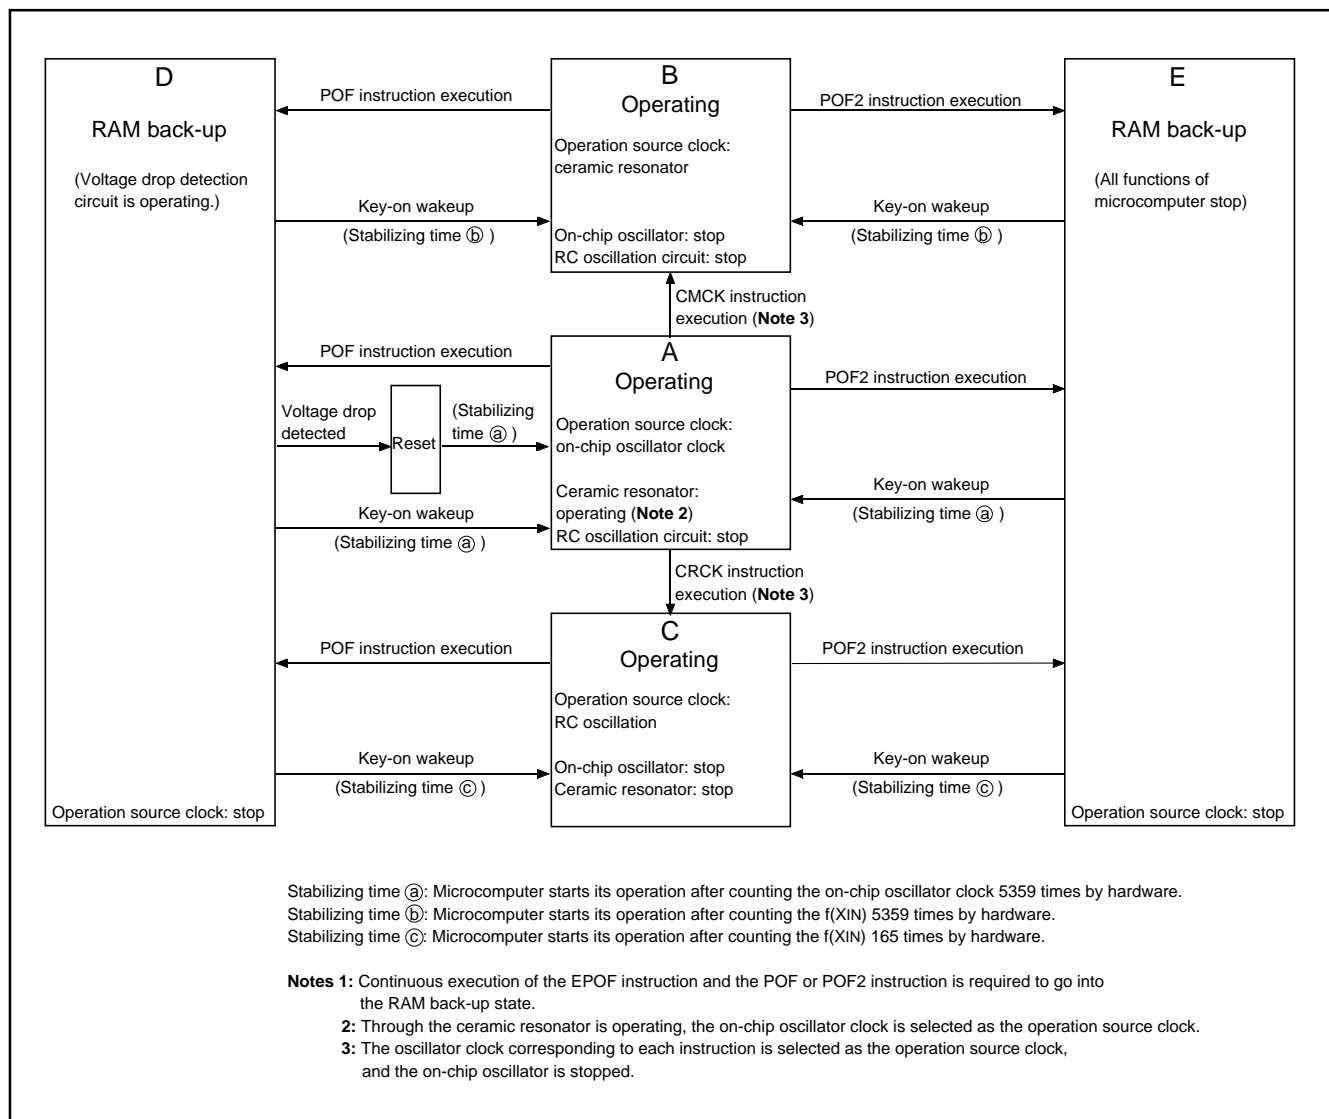 D
RAM back-up
(Voltage drop detection
circuit is operating.)
Operation source clock: stop
POF instruction execution
Key-on wakeup
(Stabilizing time ⓑ )
B
Operating
Operation source clock:
ceramic resonator
On-chip oscillator: stop
RC oscillation circuit: stop
POF2 instruction execution
Key-on wakeup
(Stabilizing time ⓑ )
E
RAM back-up
(All functions of
microcomputer stop)
Operation source clock: stop
CMCK instruction
execution (Note 3)
POF instruction execution
Voltage drop
detected
Reset
(Stabilizing
time ⓐ )
Key-on wakeup
(Stabilizing time ⓐ )
A
Operating
Operation source clock:
on-chip oscillator clock
Ceramic resonator:
operating (Note 2)
RC oscillation circuit: stop
POF2 instruction execution
Key-on wakeup
(Stabilizing time ⓐ )
CRCK instruction
execution (Note 3)
POF instruction execution
Key-on wakeup
(Stabilizing time ⓒ )
C
Operating
Operation source clock:
RC oscillation
On-chip oscillator: stop
Ceramic resonator: stop
POF2 instruction execution
Key-on wakeup
(Stabilizing time ⓒ )
Stabilizing time ⓐ: Microcomputer starts its operation after counting the on-chip oscillator clock 5359 times by hardware.
Stabilizing time ⓑ: Microcomputer starts its operation after counting the f(XIN) 5359 times by hardware.
Stabilizing time ⓒ: Microcomputer starts its operation after counting the f(XIN) 165 times by hardware.
Notes 1: Continuous execution of the EPOF instruction and the POF or POF2 instruction is required to go into
the RAM back-up state.
2: Through the ceramic resonator is operating, the on-chip oscillator clock is selected as the operation source clock.
3: The oscillator clock corresponding to each instruction is selected as the operation source clock,
and the on-chip oscillator is stopped.